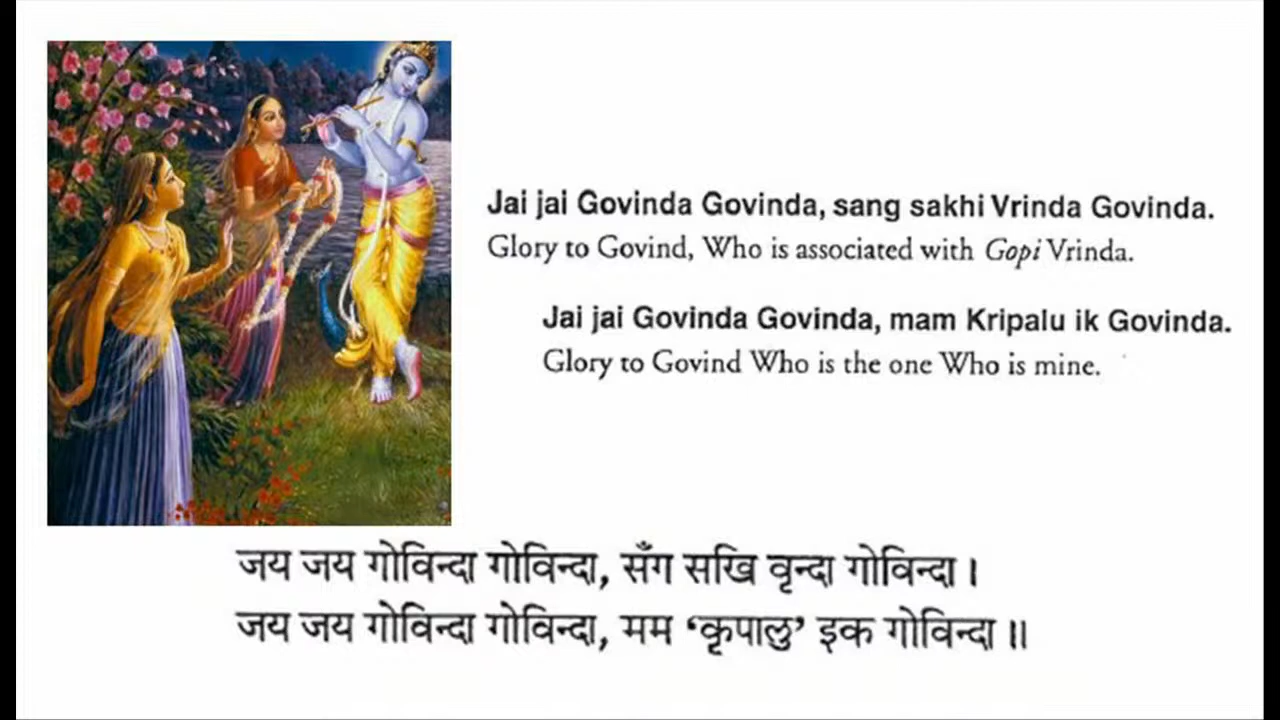 Jai jai Govinda Govinda, sang sakhi Vrinda Govinda.
Glory to Govind, Who is associated with Gopi Vrinda.
Jai jai Govinda Govinda, mam Kripalu ik Govinda.
Glory to Govind Who is the one Who is mine.
जय जय गोविन्दा गोविन्दा, सँग सखि वृन्दा गोविन्दा ।
जय जय गोविन्दा गोविन्दा, मम ‘कृपालु’ इक गोविन्दा ॥